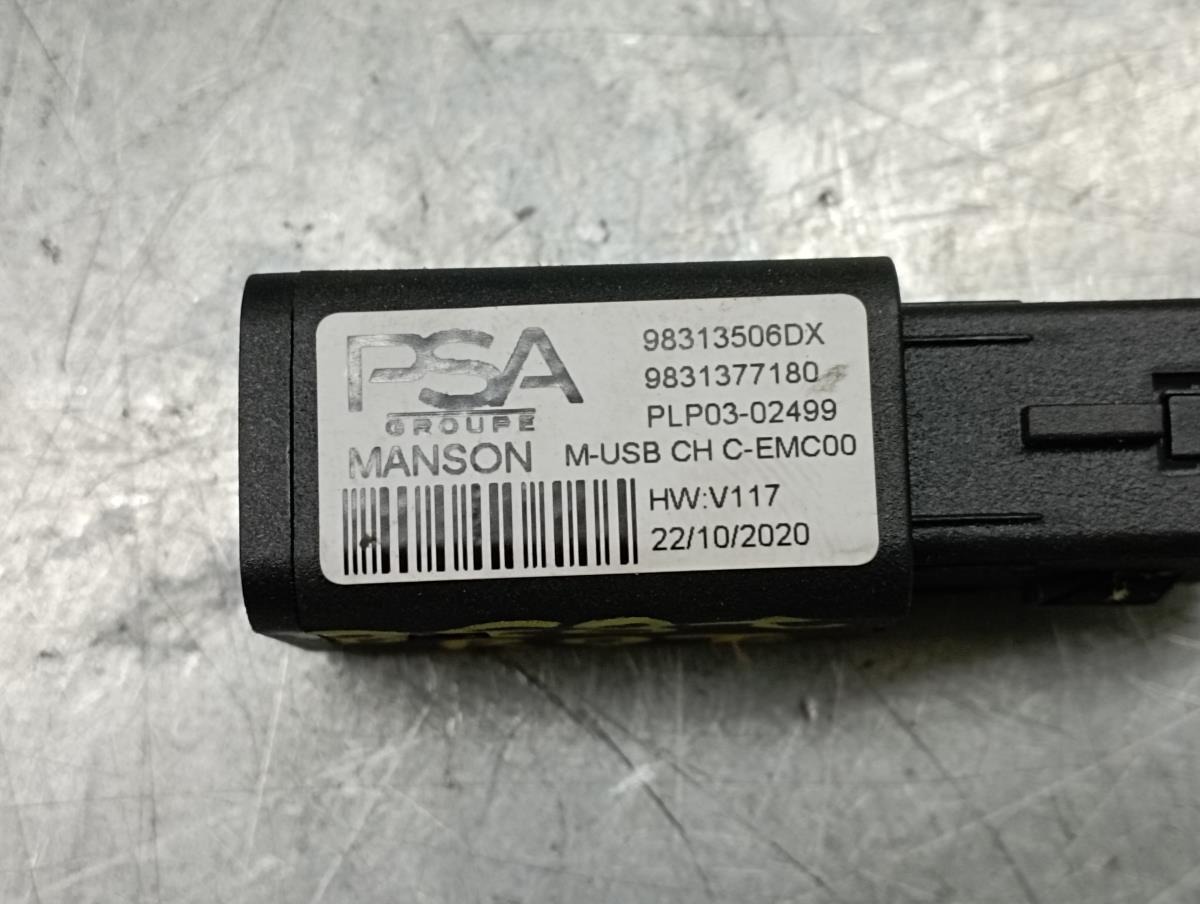 PSA
GROUPE
MANSON
98313506DX
9831377180
PLP03-02499
M-USB CH C-EMC00
HW:V117
22/10/2020